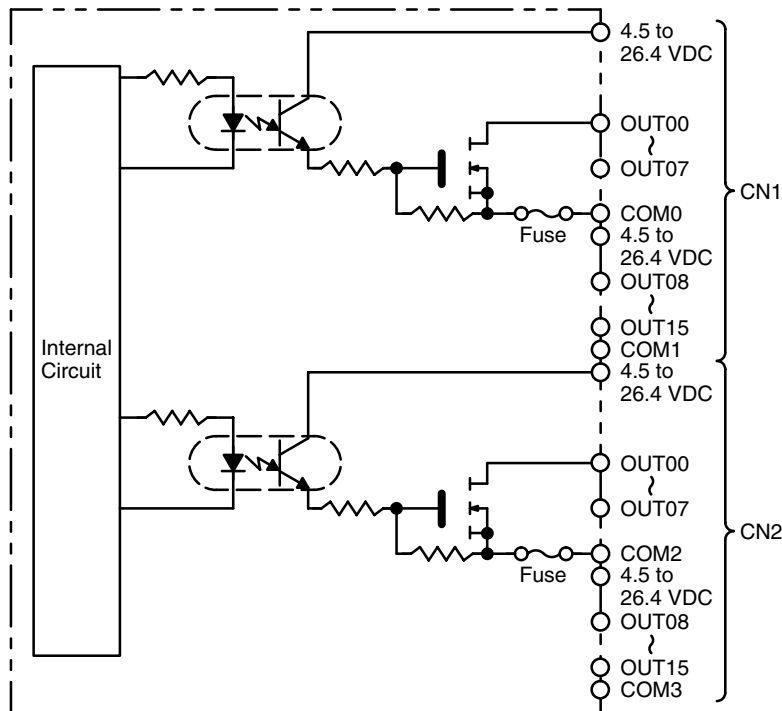 4.5 to
26.4 VDC
OUT00
~
OUT07
CN1
COM0
Fuse
4.5 to
26.4 VDC
OUT08
~
OUT15
Internal
Circuit
COM1
4.5 to
26.4 VDC
OUT00
~
OUT07
CN2
COM2
Fuse
4.5 to
26.4 VDC
OUT08
~
OUT15
COM3